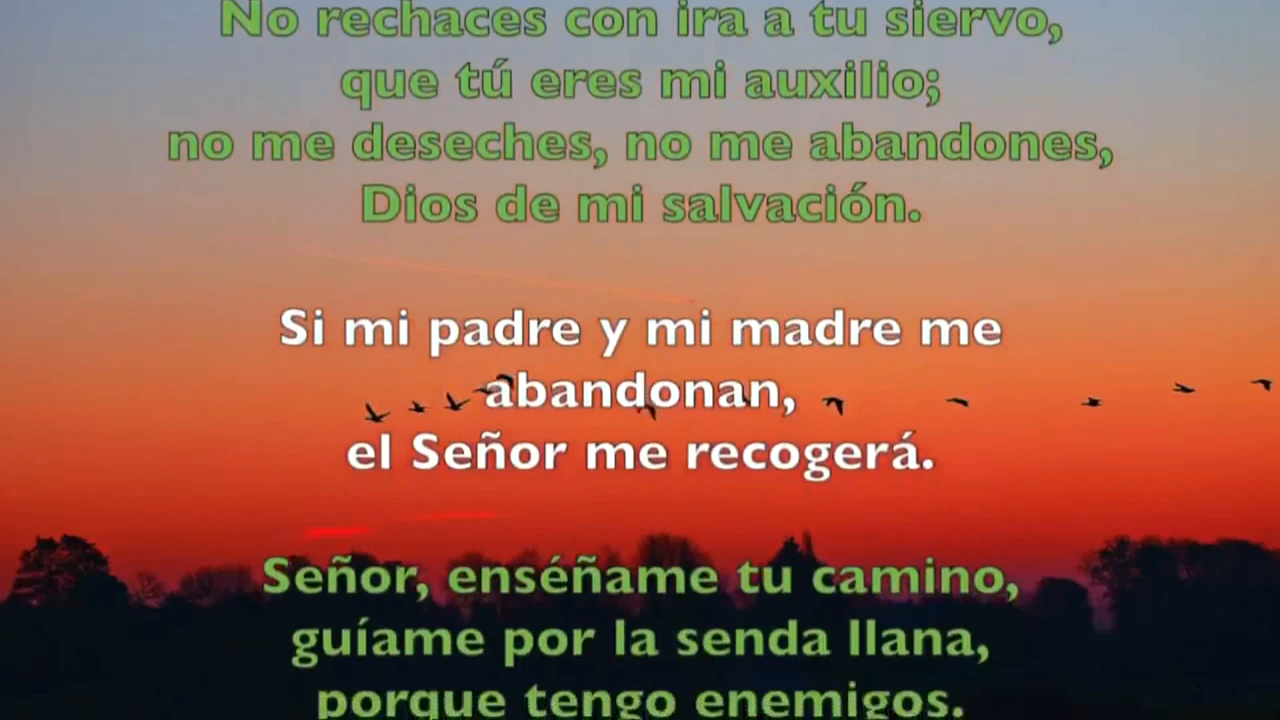 No rechaces con ira a tu siervo,
que tú eres mi auxilio;
no me deseches, no me abandones,
Dios de mi salvación.
Si mi padre y mi madre me
abandonan,
el Señor me recogerá.
Señor, enséñame tu camino,
guíame por la senda llana,
porque tengo enemigos.